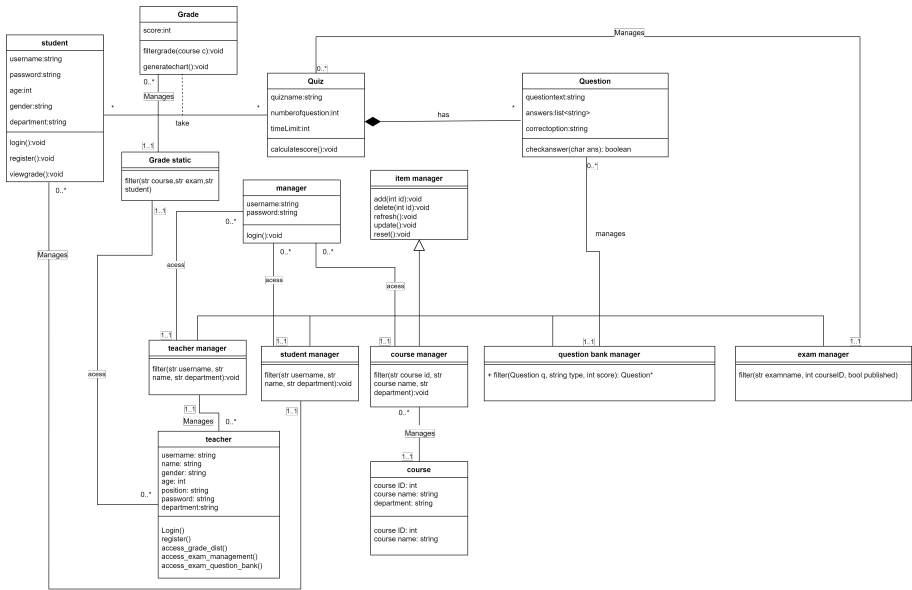 Grade
score:int
filtergrade(course c):void
generatechart():void
0..*
Manages
1..1
student
username:string
password:string
age:int
gender:string
department:string
login():void
register():void
viewgrade():void
0..*
*
take
*
Quiz
quizname:string
numberofquestion:int
timeLimit:int
calculatescore():void
0..*
Manages
has
*
Question
questiontext:string
answers:list<string>
correctoption:string
checkanswer(char ans): boolean
0..*
manages
Grade static
filter(str course,str exam,str
student)
1..1
manager
username:string
password:string
login():void
0..*
0..*
0..*
item manager
add(int id):void
delete(int id):void
refresh():void
update():void
reset():void
Manages
acess
acess
acess
1..1
1..1
1..1
1..1
1..1
teacher manager
filter(str username, str
name, str department):void
student manager
filter(str username, str
name, str department):void
course manager
filter(str course id, str
course name, str
department):void
question bank manager
+ filter(Question q, string type, int score): Question*
exam manager
filter(str examname, int courseID, bool published)
acess
1..1
Manages
0..*
1..1
0..*
Manages
1..1
teacher
username: string
name: string
gender: string
age: int
position: string
password: string
department:string
Login()
register()
access_grade_dist()
access_exam_management()
access_exam_question_bank()
0..*
course
course ID: int
course name: string
department: string
course ID: int
course name: string